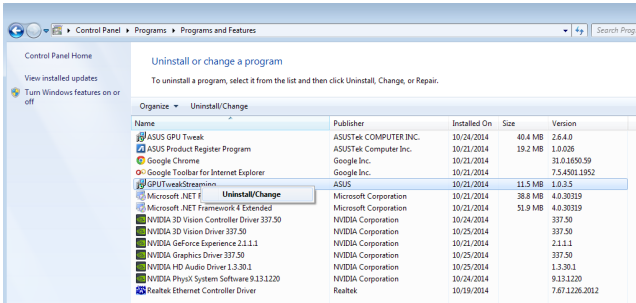 Control Panel ▸ Programs ▸ Programs and Features
Search Prog
Control Panel Home
View installed updates
Turn Windows features on or
off
Uninstall or change a program
To uninstall a program, select it from the list and then click Uninstall, Change, or Repair.
Organize Uninstall/Change
Name Publisher Installed On Size Version
ASUS GPU Tweak ASUSTek COMPUTER INC. 10/24/2014 40.4 MB 2.6.4.0
ASUS Product Register Program ASUSTek Computer Inc. 10/21/2014 19.2 MB 1.0.026
Google Chrome Google Inc. 10/21/2014 31.0.1650.59
Google Toolbar for Internet Explorer Google Inc. 10/21/2014 7.5.4501.1952
GPUTweakStreaming ASUS 10/21/2014 11.5 MB 1.0.3.5
Uninstall/Change
Microsoft .NET F Microsoft Corporation 10/21/2014 38.8 MB 4.0.30319
Microsoft .NET Framework 4 Extended Microsoft Corporation 10/21/2014 51.9 MB 4.0.30319
NVIDIA 3D Vision Controller Driver 337.50 NVIDIA Corporation 10/24/2014 337.50
NVIDIA 3D Vision Driver 337.50 NVIDIA Corporation 10/25/2014 337.50
NVIDIA GeForce Experience 2.1.1.1 NVIDIA Corporation 10/21/2014 2.1.1.1
NVIDIA Graphics Driver 337.50 NVIDIA Corporation 10/25/2014 337.50
NVIDIA HD Audio Driver 1.3.30.1 NVIDIA Corporation 10/25/2014 1.3.30.1
NVIDIA PhysX System Software 9.13.1220 NVIDIA Corporation 10/24/2014 9.13.1220
Realtek Ethernet Controller Driver Realtek 10/19/2014 7.67.1226.2012